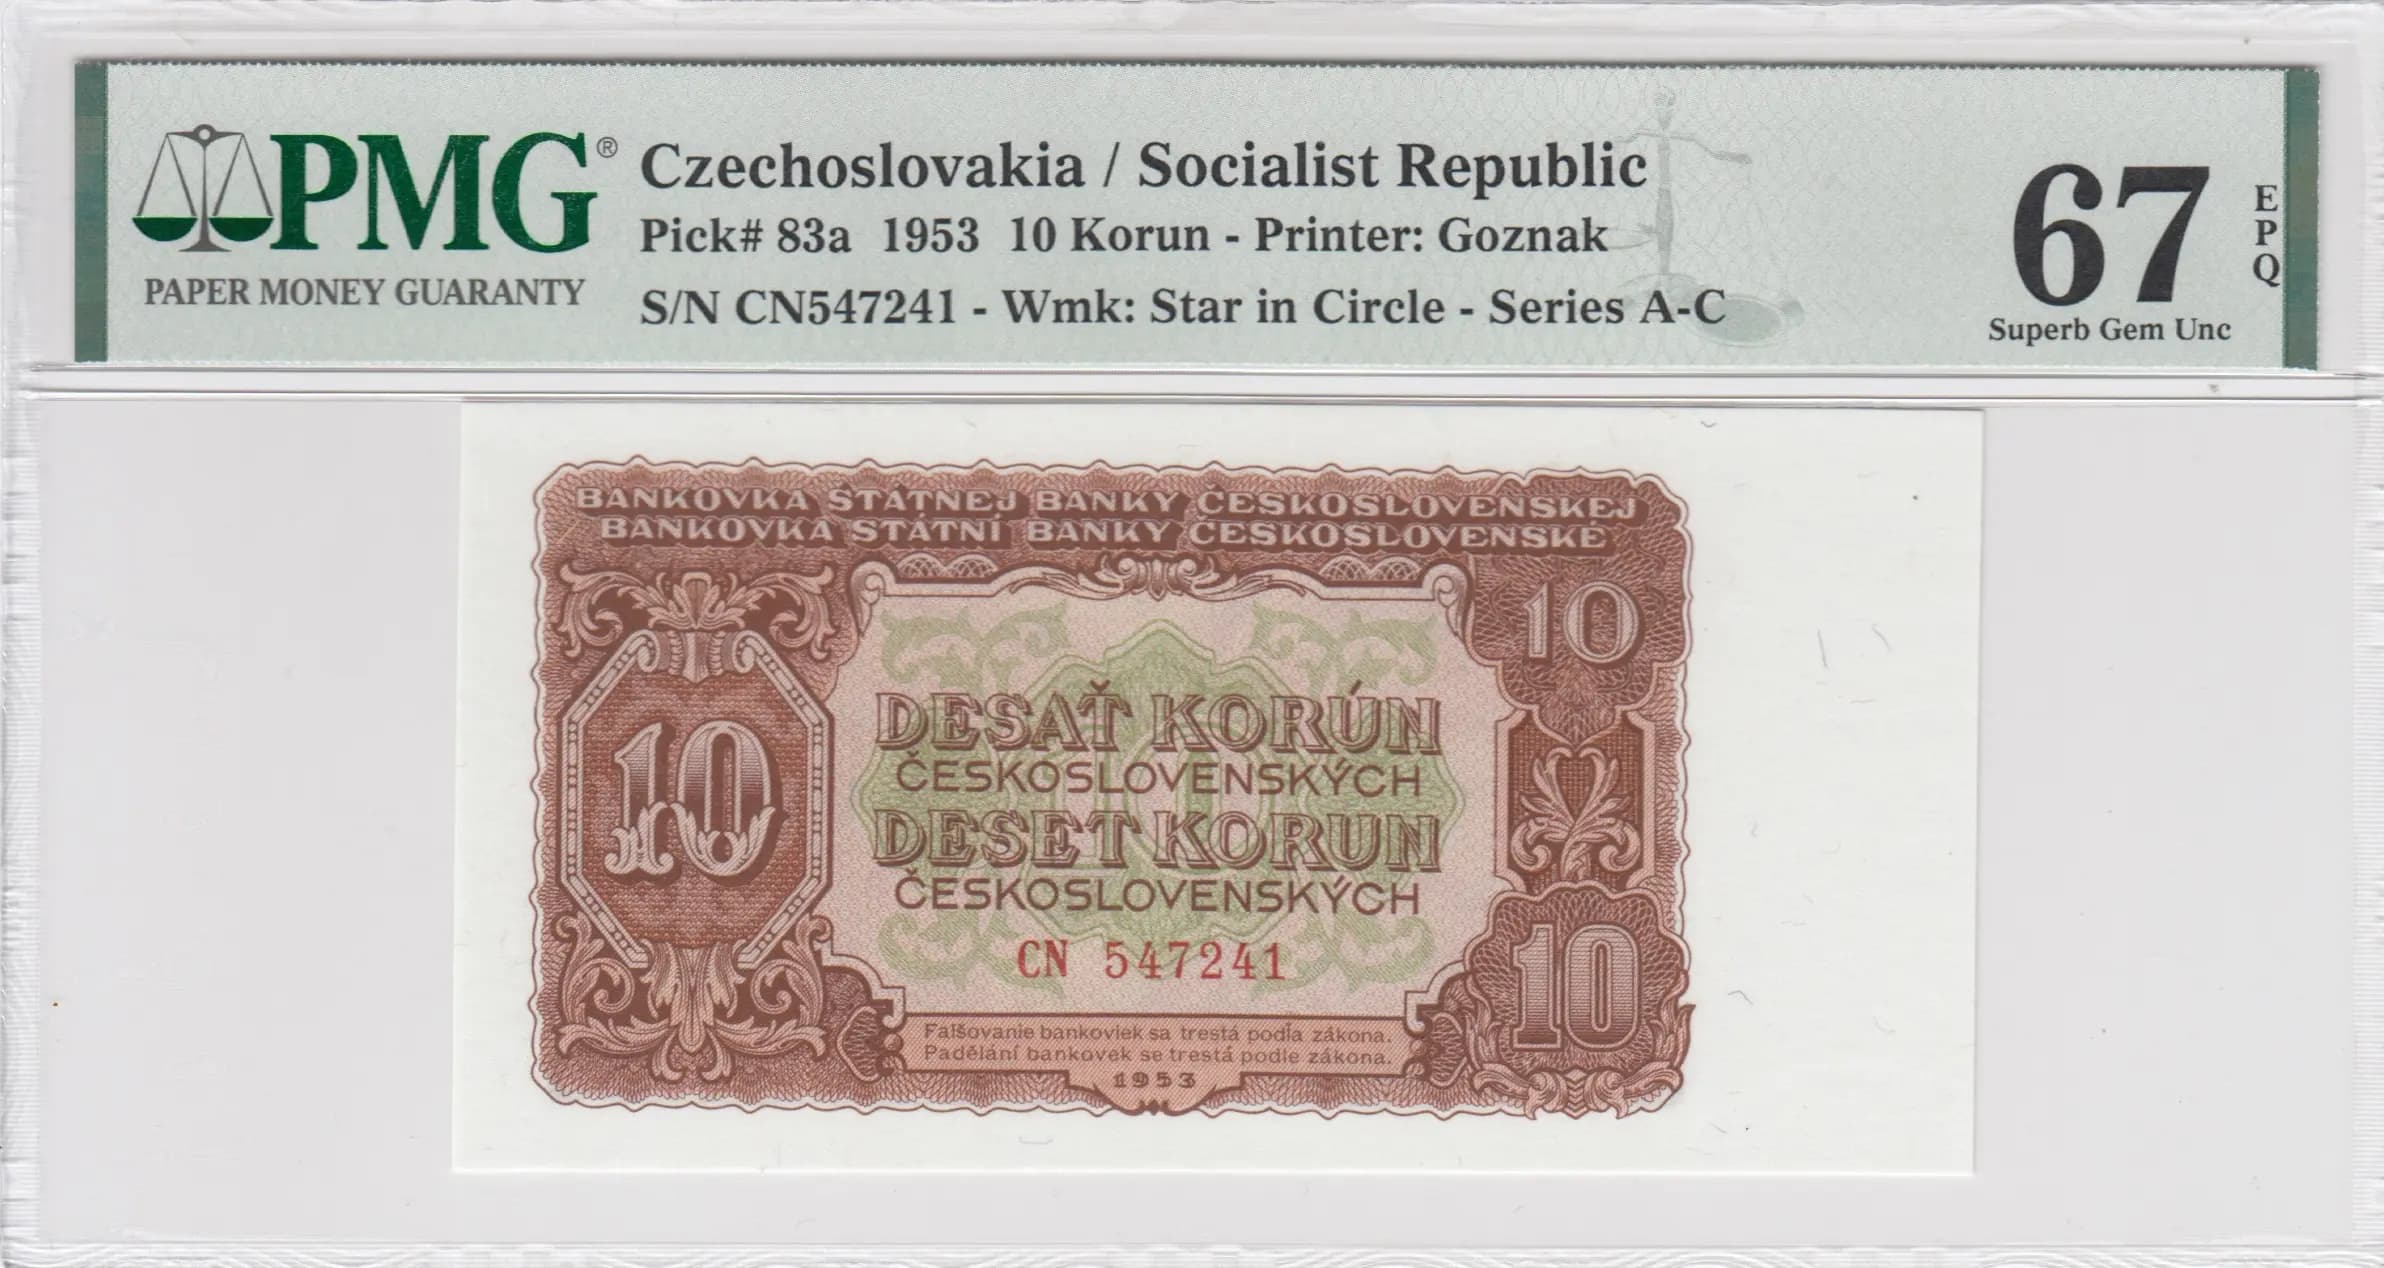 PMG®
PAPER MONEY GUARANTY
Czechoslovakia / Socialist Republic
Pick# 83a 1953 10 Korun - Printer: Goznak
S/N CN547241 - Wmk: Star in Circle - Series A-C
67
EPQ
Superb Gem Unc
BANKOVKA ŠTÁTNEJ BANKY ČESKOSLOVENSKEJ
BANKOVKA STÁTNÍ BANKY ČESKOSLOVENSKÉ
10
10
DESAŤ KORÚN
ČESKOSLOVENSKÝCH
DESET KORUN
ČESKOSLOVENSKÝCH
CN 547241
10
Falšovanie bankoviek sa trestá podľa zákona.
Padělání bankovek se trestá podle zákona.
1953